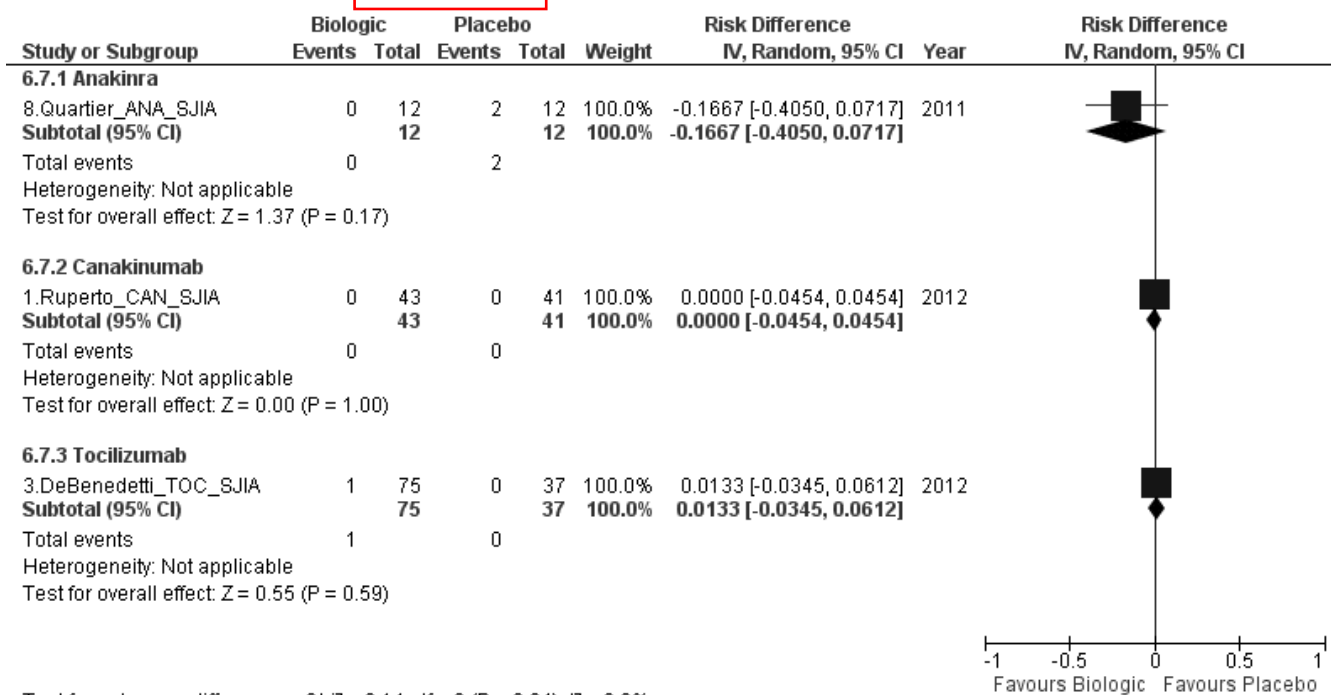 Biologic Placebo Risk Difference Risk Difference
Study or Subgroup Events Total Events Total Weight IV, Random, 95% CI Year IV, Random, 95% CI
6.7.1 Anakinra
8.Quartier_ANA_SJIA 0 12 2 12 100.0% -0.1667 [-0.4050, 0.0717] 2011
Subtotal (95% CI) 12 12 100.0% -0.1667 [-0.4050, 0.0717]
Total events 0 2
Heterogeneity: Not applicable
Test for overall effect: Z = 1.37 (P = 0.17)
6.7.2 Canakinumab
1.Ruperto_CAN_SJIA 0 43 0 41 100.0% 0.0000 [-0.0454, 0.0454] 2012
Subtotal (95% CI) 43 41 100.0% 0.0000 [-0.0454, 0.0454]
Total events 0 0
Heterogeneity: Not applicable
Test for overall effect: Z = 0.00 (P = 1.00)
6.7.3 Tocilizumab
3.DeBenedetti_TOC_SJIA 1 75 0 37 100.0% 0.0133 [-0.0345, 0.0612] 2012
Subtotal (95% CI) 75 37 100.0% 0.0133 [-0.0345, 0.0612]
Total events 1 0
Heterogeneity: Not applicable
Test for overall effect: Z = 0.55 (P = 0.59)
-1 -0.5 0 0.5 1
Favours Biologic Favours Placebo